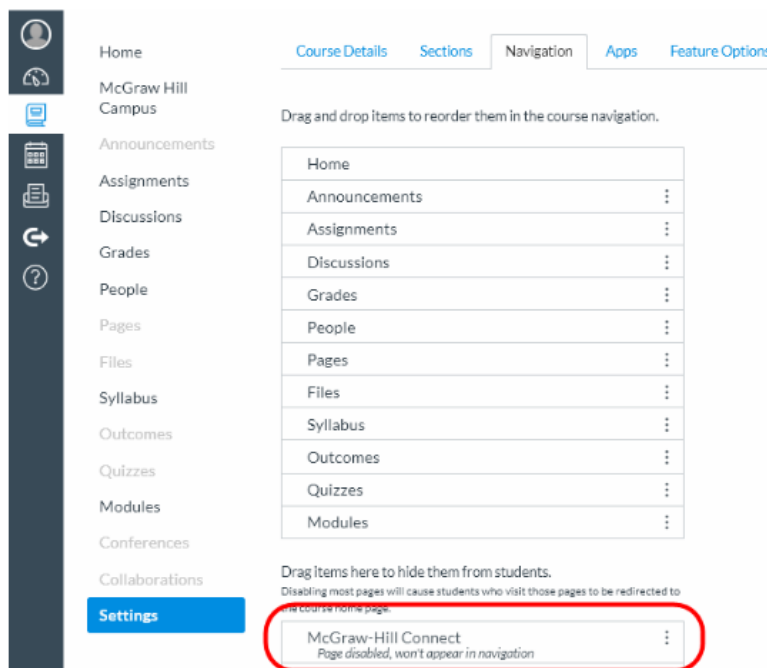 Home
McGraw Hill
Campus
Announcements
Assignments
Discussions
Grades
People
Pages
Files
Syllabus
Outcomes
Quizzes
Modules
Conferences
Collaborations
Settings
Course Details Sections Navigation Apps Feature Options
Drag and drop items to reorder them in the course navigation.
Home
Announcements
Assignments
Discussions
Grades
People
Pages
Files
Syllabus
Outcomes
Quizzes
Modules
Drag items here to hide them from students.
Disabling most pages will cause students who visit those pages to be redirected to
the course home page.
McGraw-Hill Connect
Page disabled, won't appear in navigation